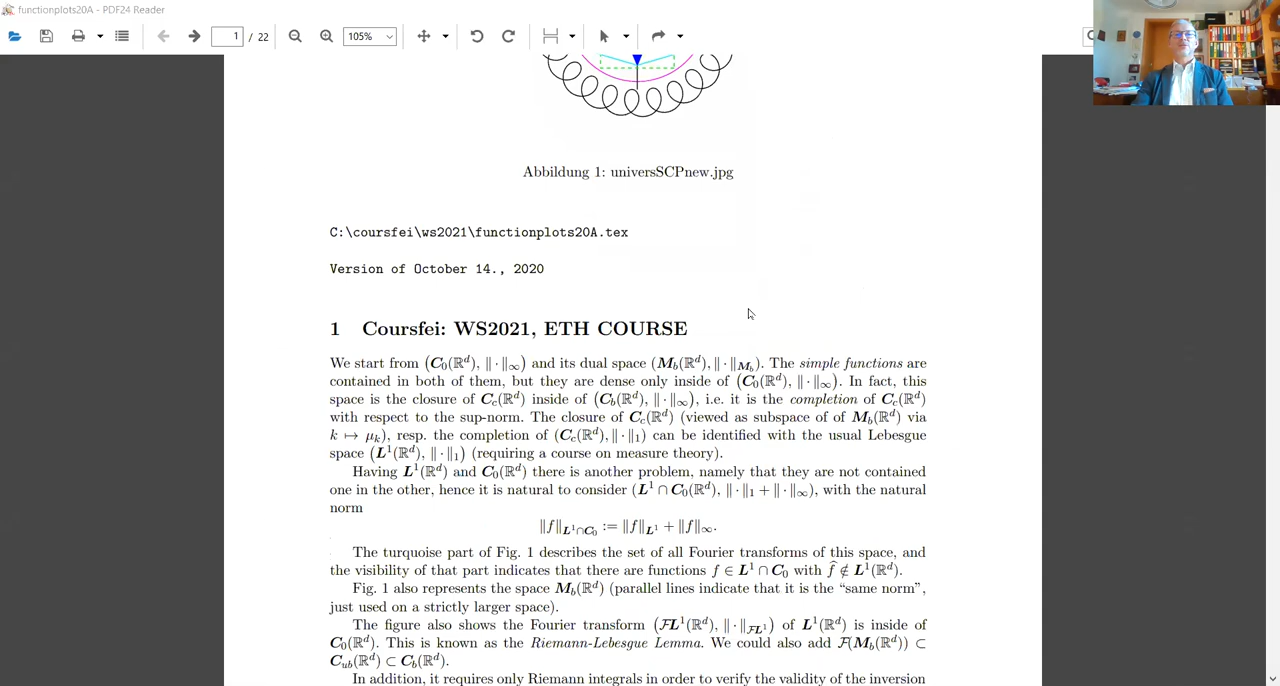 functionplots20A - PDF24 Reader
1 / 22
105%
Abbildung 1: universSCPnew.jpg
C:\coursfei\ws2021\functionplots20A.tex
Version of October 14., 2020
1 Coursfei: WS2021, ETH COURSE
We start from (C₀(ℝᵈ), ‖·‖∞) and its dual space (M_b(ℝᵈ), ‖·‖_{M_b}). The simple functions are
contained in both of them, but they are dense only inside of (C₀(ℝᵈ), ‖·‖∞). In fact, this
space is the closure of C_c(ℝᵈ) inside of (C_b(ℝᵈ), ‖·‖∞), i.e. it is the completion of C_c(ℝᵈ)
with respect to the sup-norm. The closure of C_c(ℝᵈ) (viewed as subspace of of M_b(ℝᵈ) via
k ↦ μ_k), resp. the completion of (C_c(ℝᵈ), ‖·‖₁) can be identified with the usual Lebesgue
space (L¹(ℝᵈ), ‖·‖₁) (requiring a course on measure theory).
Having L¹(ℝᵈ) and C₀(ℝᵈ) there is another problem, namely that they are not contained
one in the other, hence it is natural to consider (L¹ ∩ C₀(ℝᵈ), ‖·‖₁ + ‖·‖∞), with the natural
norm
‖f‖_{L¹∩C₀} := ‖f‖_{L¹} + ‖f‖∞.
The turquoise part of Fig. 1 describes the set of all Fourier transforms of this space, and
the visibility of that part indicates that there are functions f ∈ L¹ ∩ C₀ with f̂ ∉ L¹(ℝᵈ).
Fig. 1 also represents the space M_b(ℝᵈ) (parallel lines indicate that it is the “same norm”,
just used on a strictly larger space).
The figure also shows the Fourier transform (ℱL¹(ℝᵈ), ‖·‖_{ℱL¹}) of L¹(ℝᵈ) is inside of
C₀(ℝᵈ). This is known as the Riemann-Lebesgue Lemma. We could also add ℱ(M_b(ℝᵈ)) ⊂
C_{ub}(ℝᵈ) ⊂ C_b(ℝᵈ).
In addition, it requires only Riemann integrals in order to verify the validity of the inversion